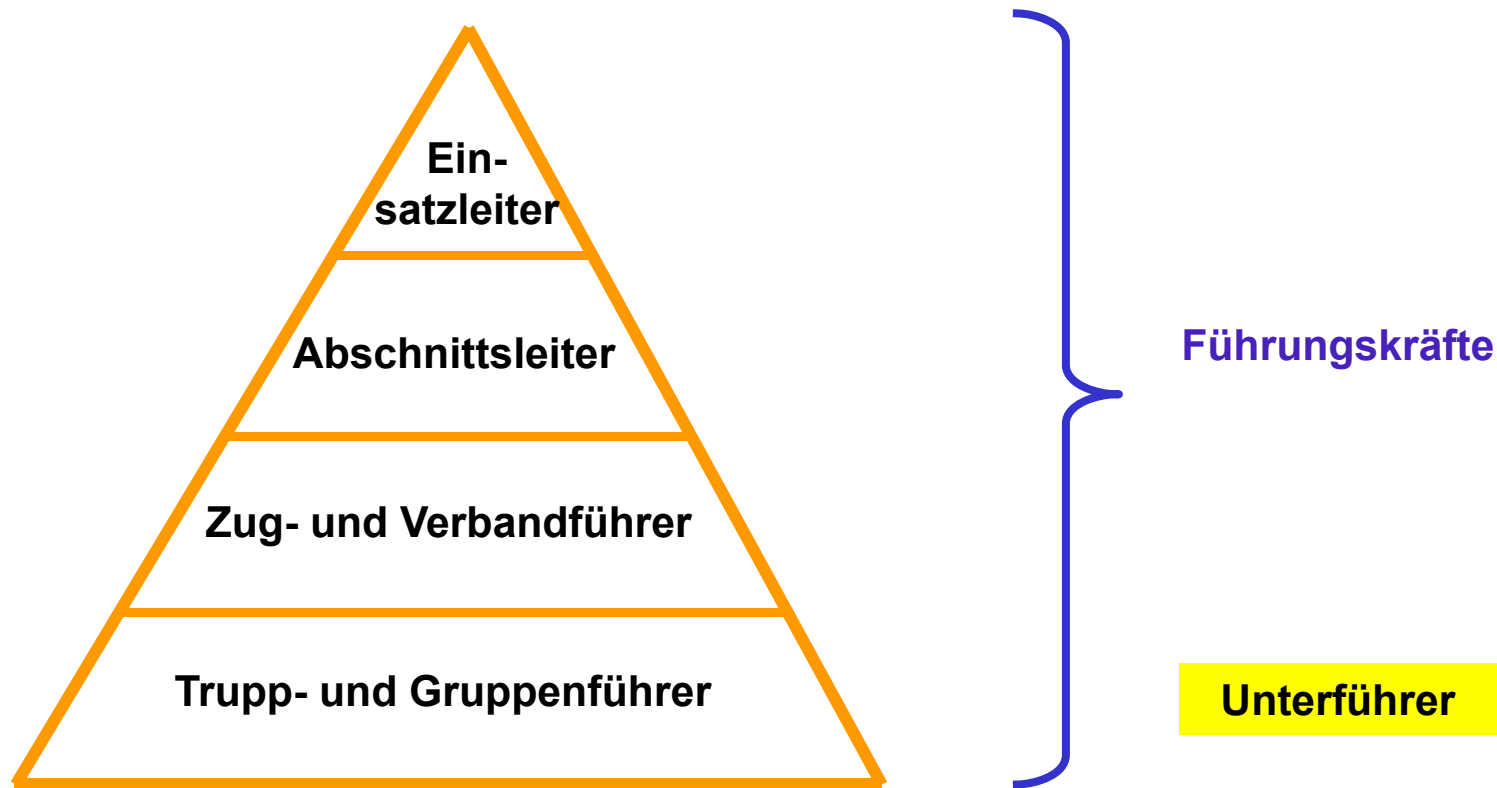 Ein-
satzleiter
Abschnittsleiter
Führungskräfte
Zug- und Verbandführer
Trupp- und Gruppenführer
Unterführer